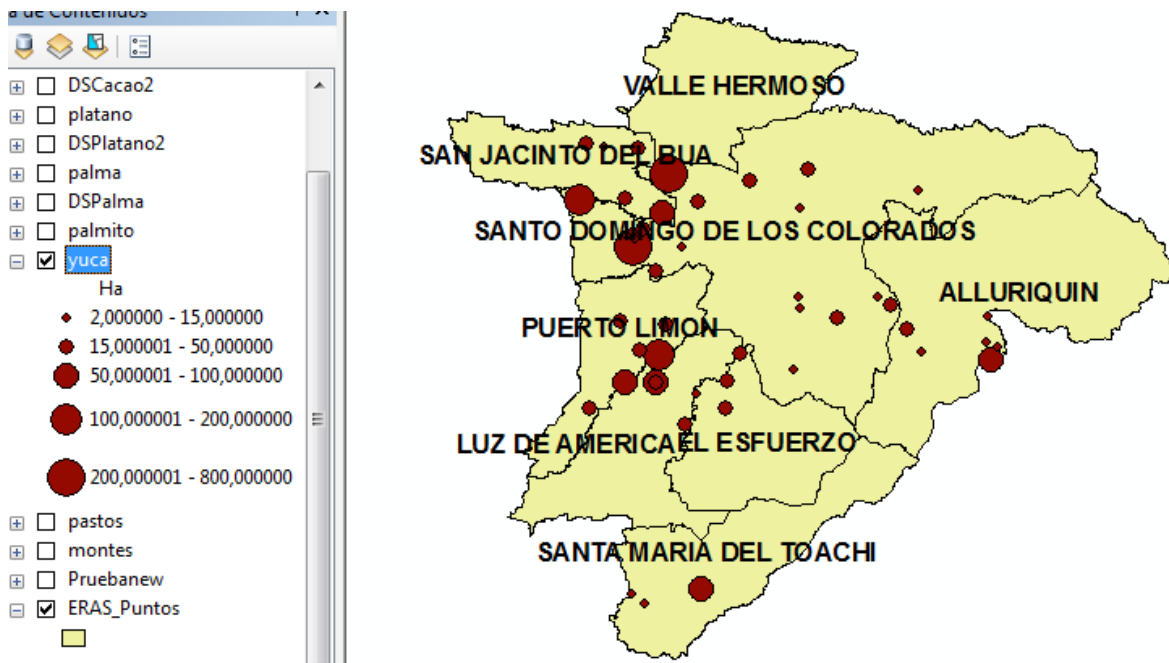 a de Contenidos
DSCacao2
platano
DSPlatano2
palma
DSPalma
palmito
yuca
Ha
2,000000 - 15,000000
15,000001 - 50,000000
50,000001 - 100,000000
100,000001 - 200,000000
200,000001 - 800,000000
pastos
montes
Pruebanew
ERAS_Puntos
VALLE HERMOSO
SAN JACINTO DEL BUA
SANTO DOMINGO DE LOS COLORADOS
ALLURIQUIN
PUERTO LIMON
LUZ DE AMERICA
EL ESFUERZO
SANTA MARIA DEL TOACHI